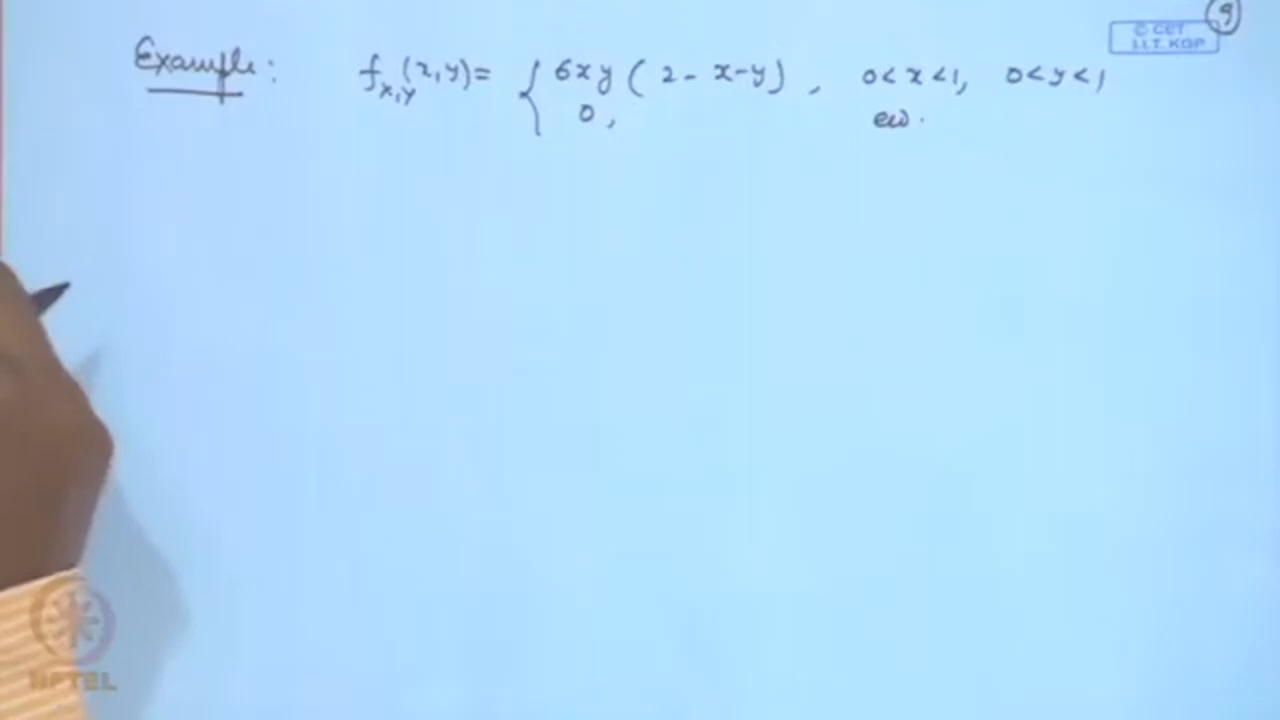 Example: f_{X,Y}(x,y) = { 6xy ( 2 - x-y) , 0<x<1, 0<y<1
0, ew.
© CET
I.I.T. KGP
9
NPTEL